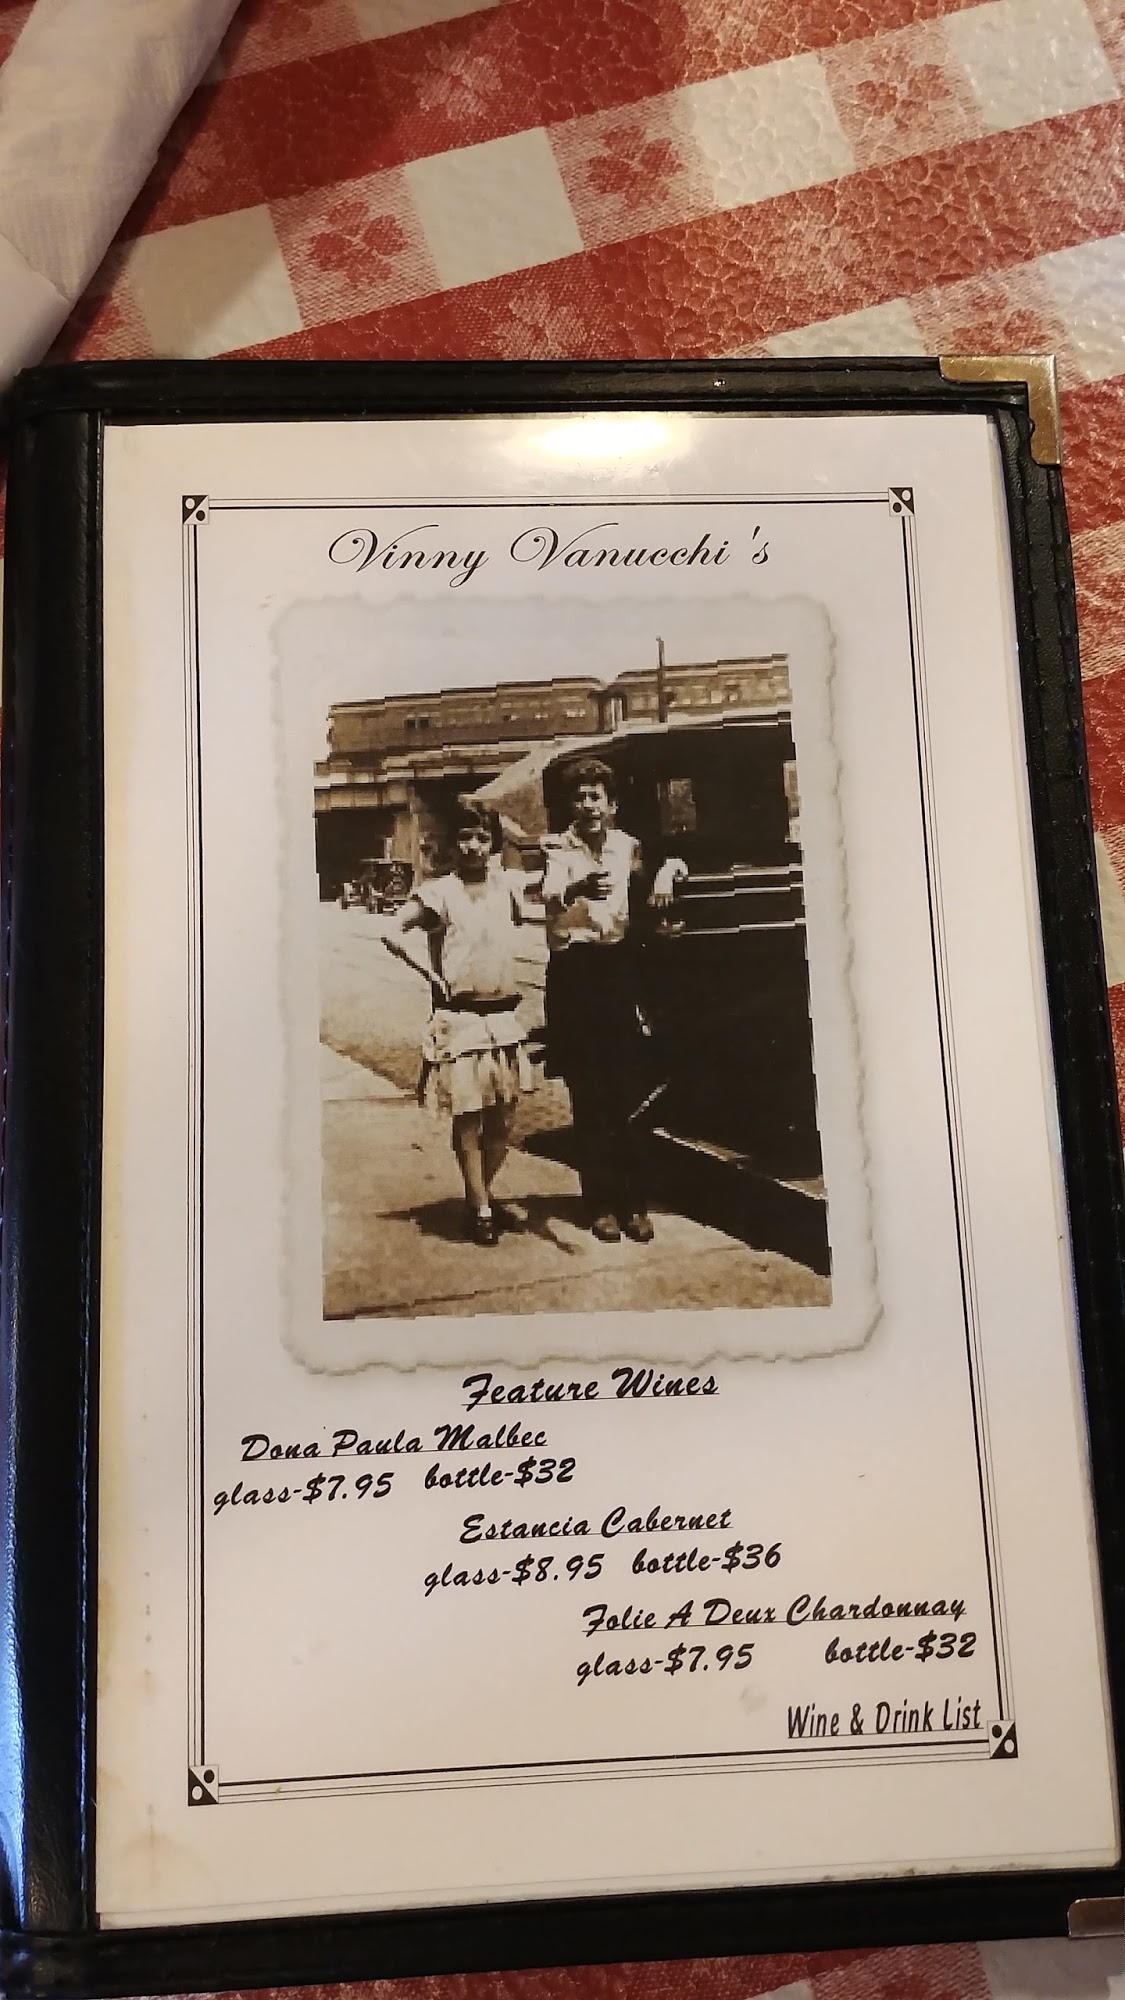 Vinny Vanucchi's
Feature Wines
Dona Paula Malbec
glass-$7.95 bottle-$32
Estancia Cabernet
glass-$8.95 bottle-$36
Folie A Deux Chardonnay
glass-$7.95 bottle-$32
Wine & Drink List